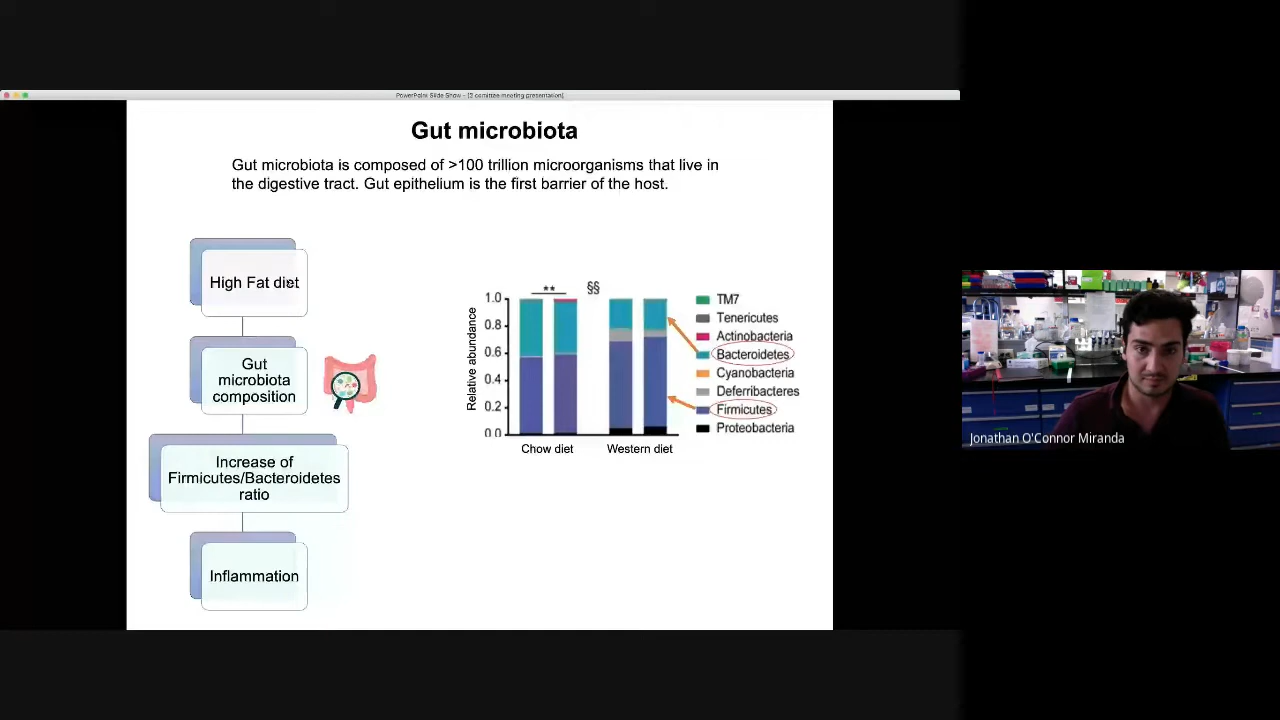 PowerPoint Slide Show - [2 comittee meeting presentation]
Gut microbiota
Gut microbiota is composed of >100 trillion microorganisms that live in
the digestive tract. Gut epithelium is the first barrier of the host.
High Fat diet
Gut
microbiota
composition
Increase of
Firmicutes/Bacteroidetes
ratio
Inflammation
Relative abundance
1.0
0.8
0.6
0.4
0.2
0.0
**
§§
Chow diet
Western diet
TM7
Tenericutes
Actinobacteria
Bacteroidetes
Cyanobacteria
Deferribacteres
Firmicutes
Proteobacteria
Jonathan O'Connor Miranda